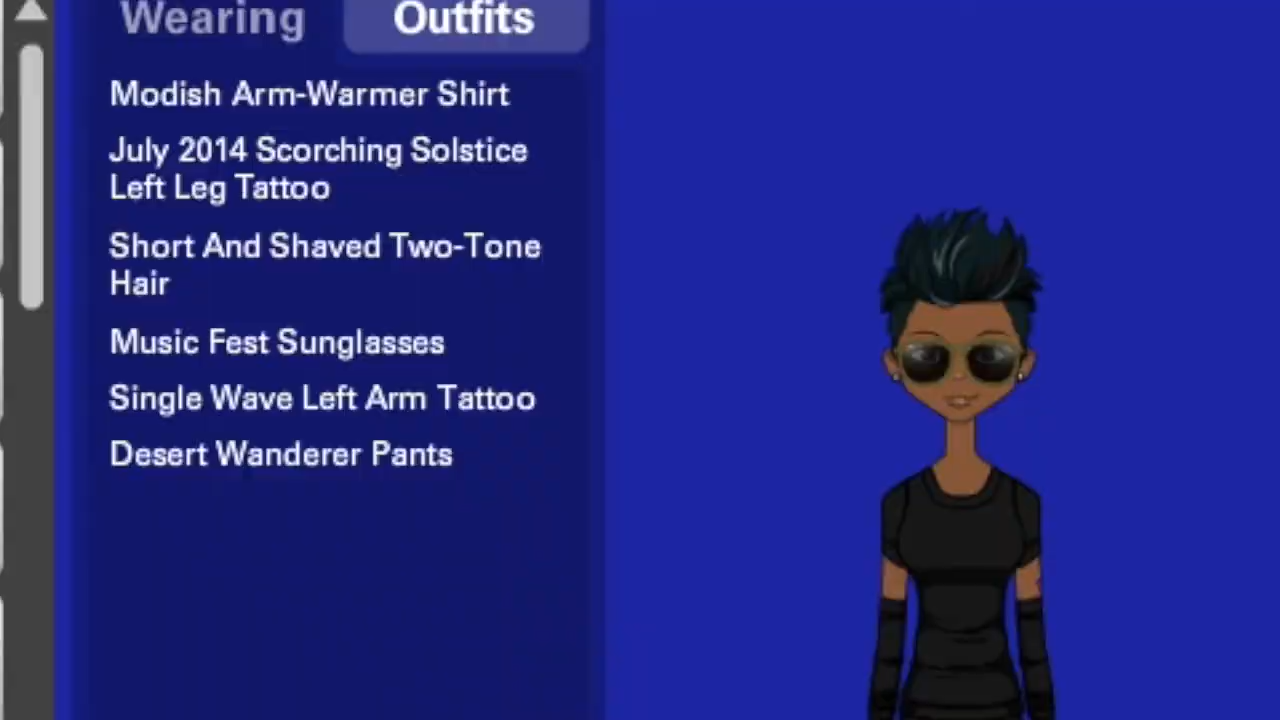 Wearing Outfits
Modish Arm-Warmer Shirt
July 2014 Scorching Solstice
Left Leg Tattoo
Short And Shaved Two-Tone
Hair
Music Fest Sunglasses
Single Wave Left Arm Tattoo
Desert Wanderer Pants